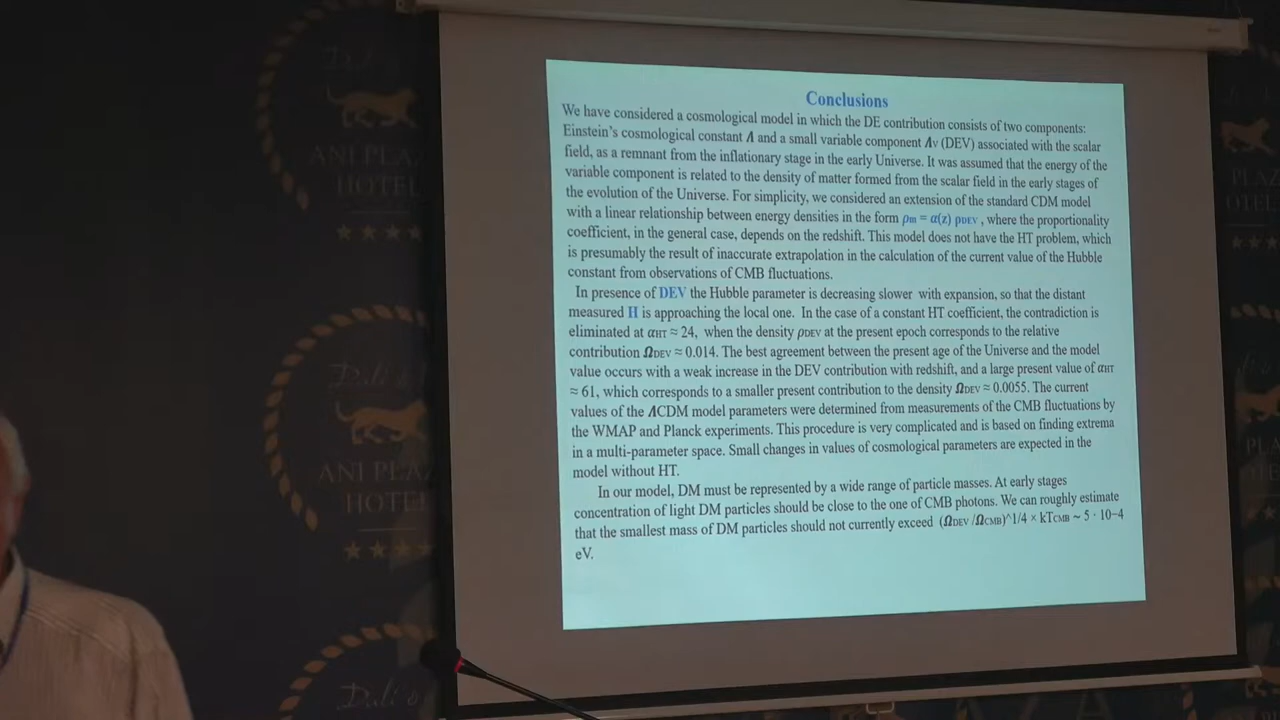 Conclusions
We have considered a cosmological model in which the DE contribution consists of two components:
Einstein's cosmological constant Λ and a small variable component ΛV (DEV) associated with the scalar
field, as a remnant from the inflationary stage in the early Universe. It was assumed that the energy of the
variable component is related to the density of matter formed from the scalar field in the early stages of
the evolution of the Universe. For simplicity, we considered an extension of the standard CDM model
with a linear relationship between energy densities in the form ρm = α(z) ρDEV , where the proportionality
coefficient, in the general case, depends on the redshift. This model does not have the HT problem, which
is presumably the result of inaccurate extrapolation in the calculation of the current value of the Hubble
constant from observations of CMB fluctuations.
In presence of DEV the Hubble parameter is decreasing slower with expansion, so that the distant
measured H is approaching the local one. In the case of a constant HT coefficient, the contradiction is
eliminated at αHT ≈ 24, when the density ρDEV at the present epoch corresponds to the relative
contribution ΩDEV ≈ 0.014. The best agreement between the present age of the Universe and the model
value occurs with a weak increase in the DEV contribution with redshift, and a large present value of αHT
≈ 61, which corresponds to a smaller present contribution to the density ΩDEV ≈ 0.0055. The current
values of the ΛCDM model parameters were determined from measurements of the CMB fluctuations by
the WMAP and Planck experiments. This procedure is very complicated and is based on finding extrema
in a multi-parameter space. Small changes in values of cosmological parameters are expected in the
model without HT.
In our model, DM must be represented by a wide range of particle masses. At early stages
concentration of light DM particles should be close to the one of CMB photons. We can roughly estimate
that the smallest mass of DM particles should not currently exceed (ΩDEV /ΩCMB)^1/4 × kTCMB ~ 5 · 10−4
eV.
ANI PLAZ
HOTEL
ANI PLAZ
HOTEL